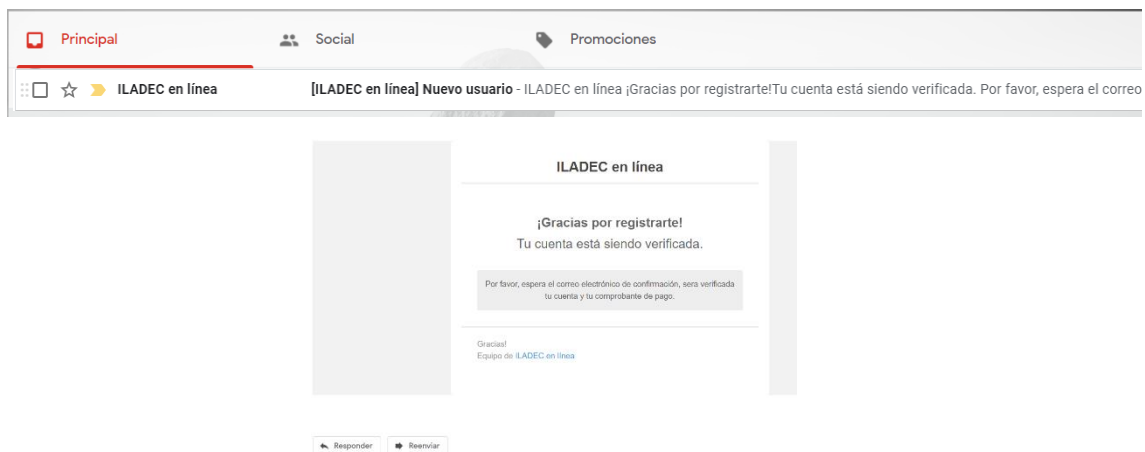 Principal Social Promociones
ILADEC en línea [ILADEC en línea] Nuevo usuario - ILADEC en línea ¡Gracias por registrarte!Tu cuenta está siendo verificada. Por favor, espera el correo
ILADEC en línea
¡Gracias por registrarte!
Tu cuenta está siendo verificada.
Por favor, espera el correo electrónico de confirmación, sera verificada
tu cuenta y tu comprobante de pago.
Gracias!
Equipo de ILADEC en línea
Responder Reenviar